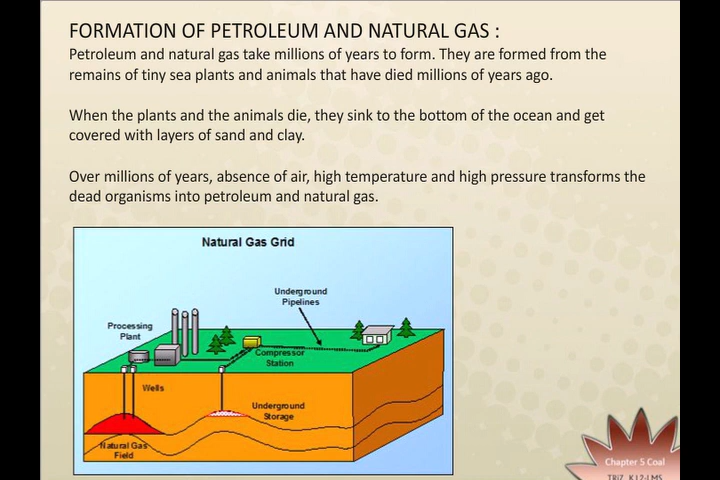 FORMATION OF PETROLEUM AND NATURAL GAS :
Petroleum and natural gas take millions of years to form. They are formed from the
remains of tiny sea plants and animals that have died millions of years ago.
When the plants and the animals die, they sink to the bottom of the ocean and get
covered with layers of sand and clay.
Over millions of years, absence of air, high temperature and high pressure transforms the
dead organisms into petroleum and natural gas.
Natural Gas Grid
Underground
Pipelines
Processing
Plant
Compressor
Station
Wells
Underground
Storage
Natural Gas
Field
Chapter 5 Coal